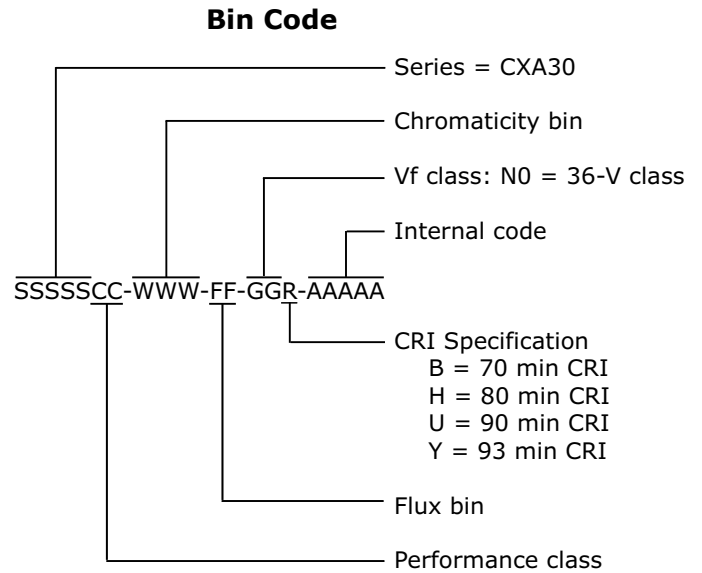 Bin Code
Series = CXA30
Chromaticity bin
Vf class: N0 = 36-V class
Internal code
SSSSSCC-WWW-FF-GGR-AAAAA
CRI Specification
B = 70 min CRI
H = 80 min CRI
U = 90 min CRI
Y = 93 min CRI
Flux bin
Performance class